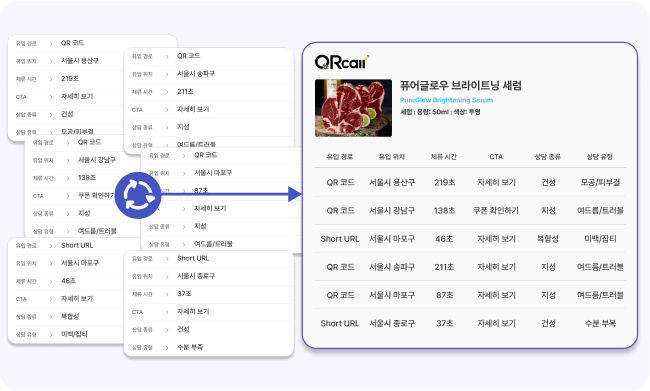 유입 경로 > QR 코드
유입 위치 > 서울시 용산구
체류 시간 > 219초
CTA > 자세히 보기
상담 종류 > 건성
상담 유형 > 모공/피부결
유입 경로 > QR 코드
유입 위치 > 서울시 송파구
체류 시간 > 211초
CTA > 자세히 보기
상담 종류 > 지성
상담 유형 > 여드름/트러블
유입 경로 > QR 코드
유입 위치 > 서울시 강남구
체류 시간 > 138초
CTA > 쿠폰 확인하기
상담 종류 > 지성
상담 유형 > 여드름/트러블
유입 경로 > QR 코드
유입 위치 > 서울시 마포구
87초
자세히 보기
상담 종류 > 지성
상담 유형 > 여드름/트러블
유입 경로 > Short URL
유입 위치 > 서울시 마포구
체류 시간 > 46초
CTA > 자세히 보기
상담 종류 > 복합성
상담 유형 > 미백/잡티
유입 경로 > Short URL
유입 위치 > 서울시 종로구
체류 시간 > 37초
CTA > 자세히 보기
상담 종류 > 건성
상담 유형 > 수분 부족
QRcall
퓨어글로우 브라이트닝 세럼
PureGlow Brightening Serum
세럼 | 용량: 50ml | 색상: 투명
유입 경로 유입 위치 체류 시간 CTA 상담 종류 상담 유형
QR 코드 서울시 용산구 219초 자세히 보기 건성 모공/피부결
QR 코드 서울시 강남구 138초 쿠폰 확인하기 지성 여드름/트러블
Short URL 서울시 마포구 46초 자세히 보기 복합성 미백/잡티
QR 코드 서울시 송파구 211초 자세히 보기 지성 여드름/트러블
QR 코드 서울시 마포구 87초 자세히 보기 지성 여드름/트러블
Short URL 서울시 종로구 37초 자세히 보기 건성 수분 부복